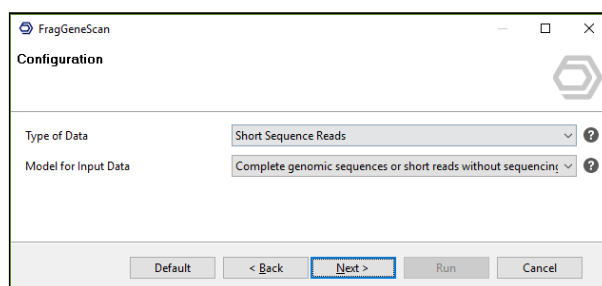 FragGeneScan
Configuration
Type of Data Short Sequence Reads
Model for Input Data Complete genomic sequences or short reads without
Default < Back Next > Run Cancel